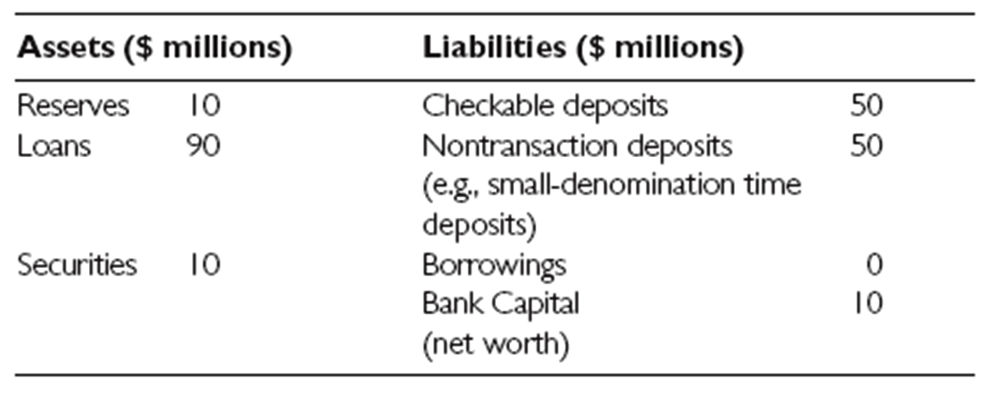 Assets ($ millions) Liabilities ($ millions)
Reserves 10 Checkable deposits 50
Loans 90 Nontransaction deposits 50
(e.g., small-denomination time
deposits)
Securities 10 Borrowings 0
Bank Capital 10
(net worth)